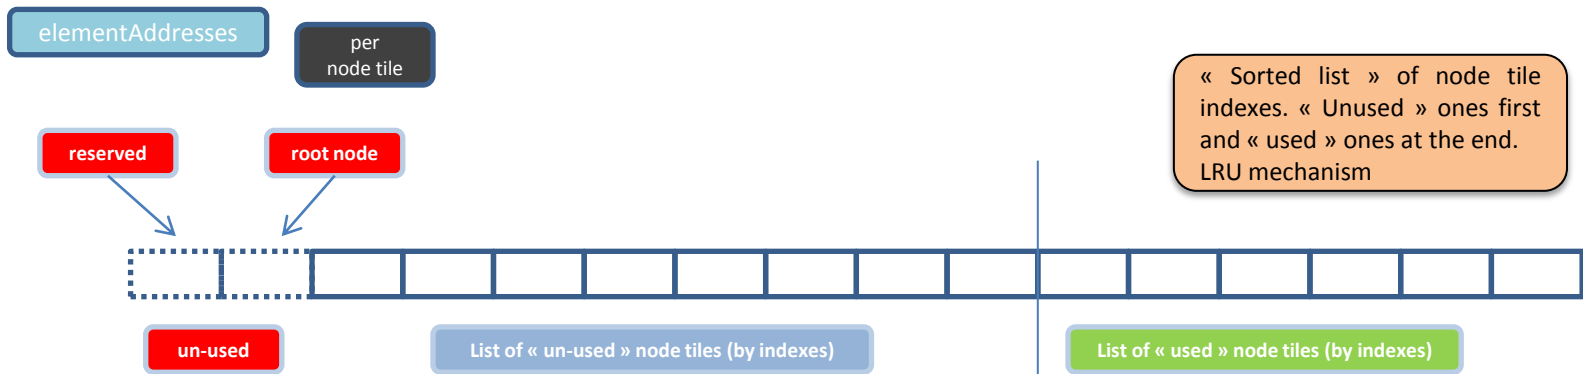 elementAddresses
per
node tile
« Sorted list » of node tile
indexes. « Unused » ones first
and « used » ones at the end.
LRU mechanism
reserved
root node
un-used
List of « un-used » node tiles (by indexes)
List of « used » node tiles (by indexes)